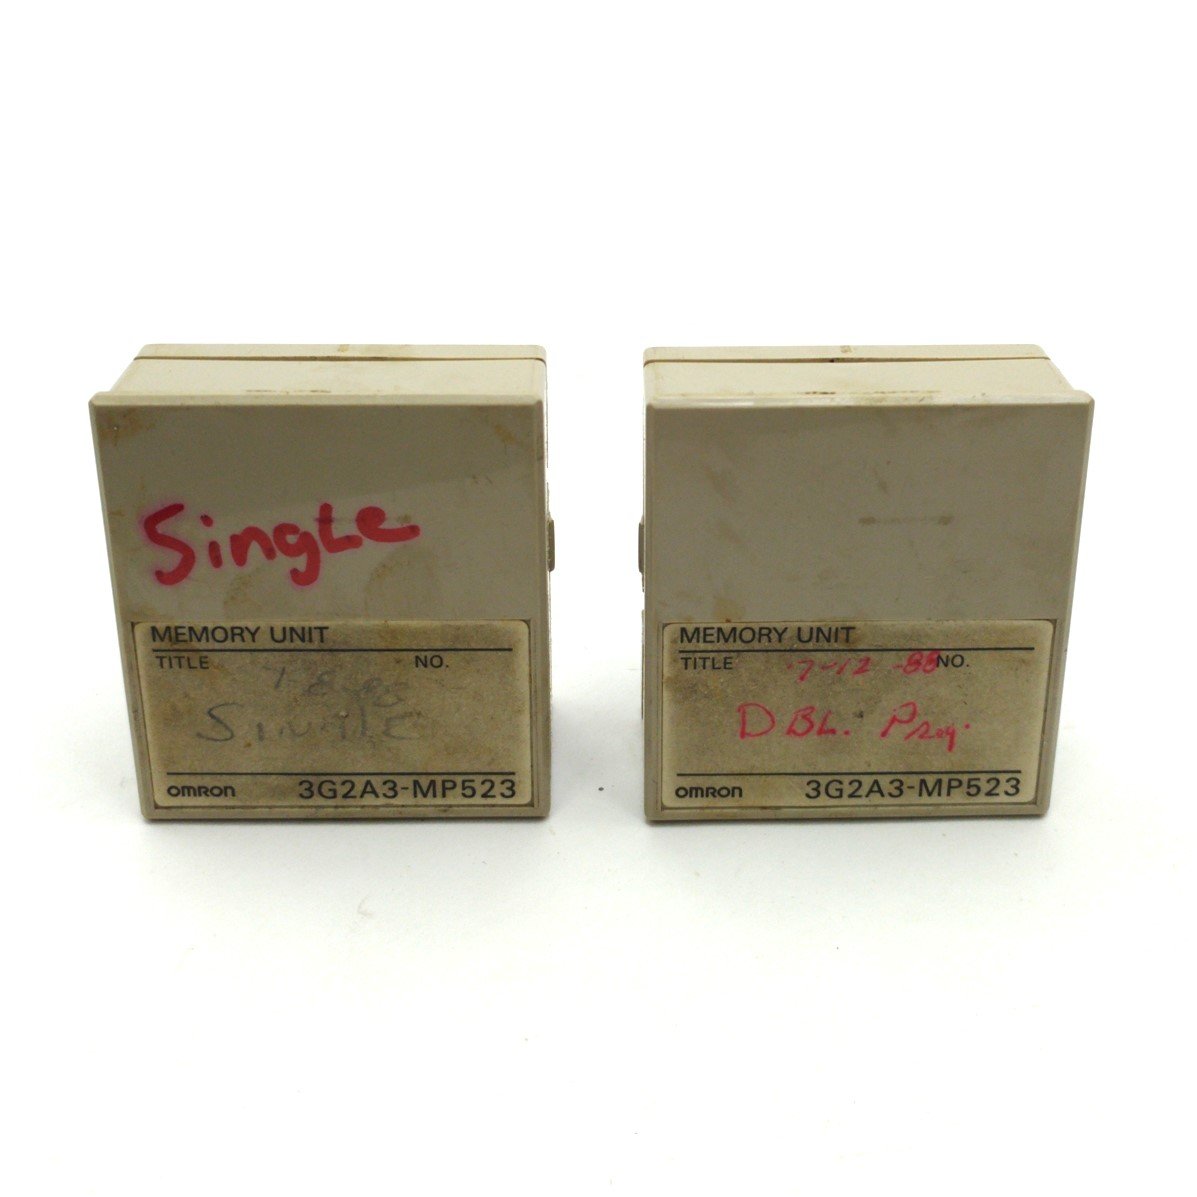 Single
MEMORY UNIT
TITLE NO.
SINGLE
OMRON 3G2A3-MP523
MEMORY UNIT
TITLE 7-12-88 NO.
DBL. Prog.
OMRON 3G2A3-MP523